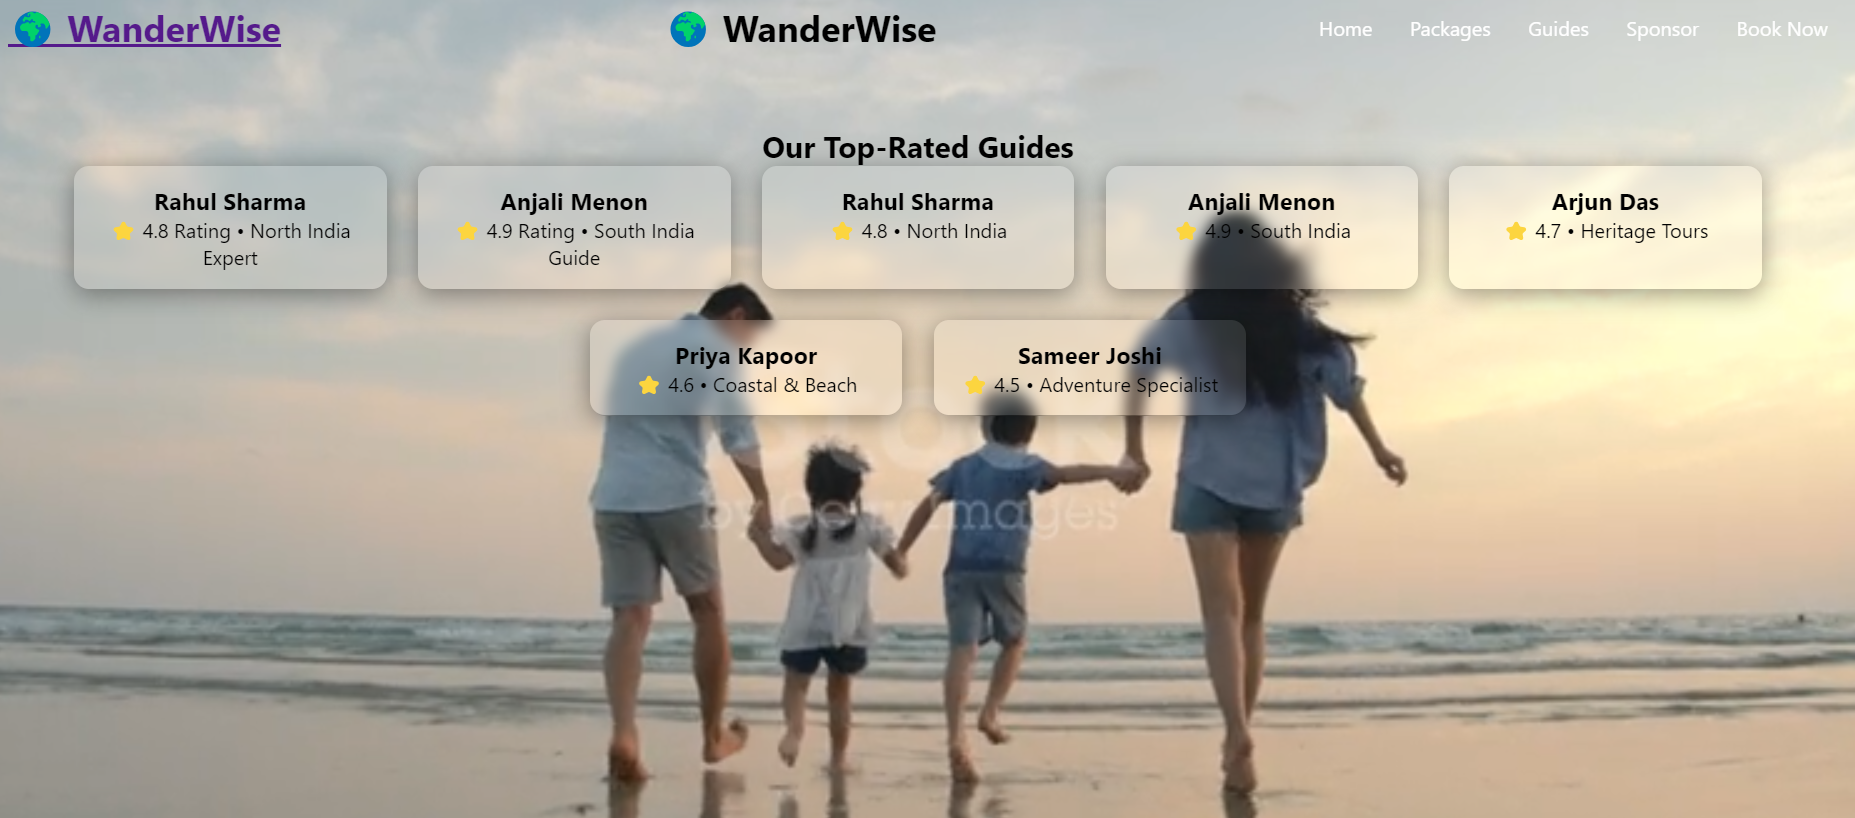 WanderWise
WanderWise
Home Packages Guides Sponsor Book Now
Our Top-Rated Guides
Rahul Sharma
4.8 Rating • North India
Expert
Anjali Menon
4.9 Rating • South India
Guide
Rahul Sharma
4.8 • North India
Anjali Menon
4.9 • South India
Arjun Das
4.7 • Heritage Tours
Priya Kapoor
4.6 • Coastal & Beach
Sameer Joshi
4.5 • Adventure Specialist
by Getty Images